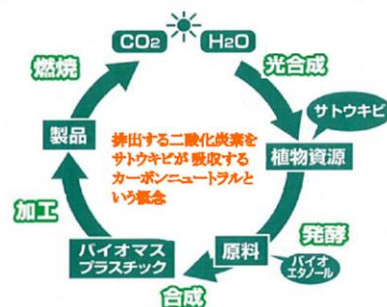 CO2
H2O
燃焼
光合成
サトウキビ
製品
排出する二酸化炭素を
サトウキビが吸収する
カーボンニュートラルと
いう概念
植物資源
加工
発酵
バイオマス
プラスチック
原料
バイオ
エタノール
合成